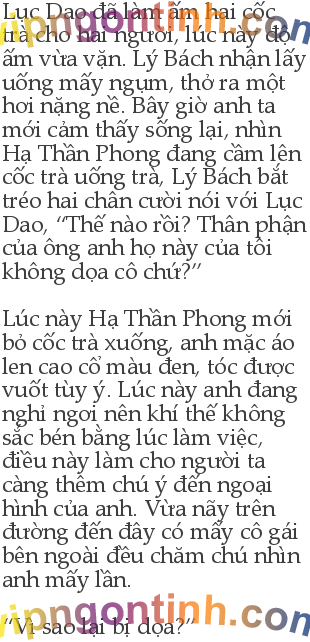 Lục Dao đã làm ấm hai cốc
trà cho hai người, lúc này độ
ấm vừa vặn. Lý Bách nhận lấy
uống mấy ngụm, thở ra một
hơi nặng nề. Bây giờ anh ta
mới cảm thấy sống lại, nhìn
Hạ Thần Phong đang cầm lên
cốc trà uống trà, Lý Bách bắt
tréo hai chân cười nói với Lục
Dao, “Thế nào rồi? Thân phận
của ông anh họ này của tôi
không dọa cô chứ?”
Lúc này Hạ Thần Phong mới
bỏ cốc trà xuống, anh mặc áo
len cao cổ màu đen, tóc được
vuốt tùy ý. Lúc này anh đang
nghỉ ngơi nên khí thế không
sắc bén bằng lúc làm việc,
điều này làm cho người ta
càng thêm chú ý đến ngoại
hình của anh. Vừa nãy trên
đường đến đây có mấy cô gái
bên ngoài đều chăm chú nhìn
anh mấy lần.
“Vì sao lại bị dọa?”
vipngontinh.com
vipngontinh.com